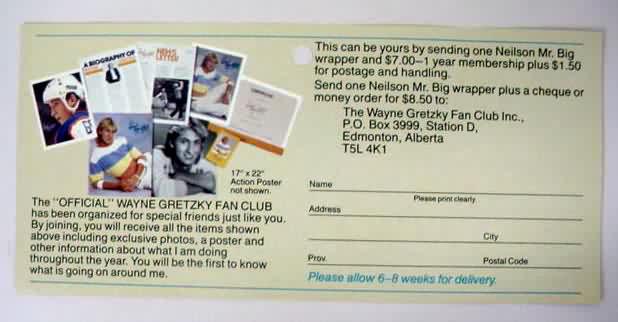 A BIOGRAPHY OF
NEWS
LETTER
17" x 22"
Action Poster
not shown.
The "OFFICIAL" WAYNE GRETZKY FAN CLUB
has been organized for special friends just like you.
By joining, you will receive all the items shown
above including exclusive photos, a poster and
other information about what I am doing
throughout the year. You will be the first to know
what is going on around me.
This can be yours by sending one Neilson Mr. Big
wrapper and $7.00–1 year membership plus $1.50
for postage and handling.
Send one Neilson Mr. Big wrapper plus a cheque or
money order for $8.50 to:
The Wayne Gretzky Fan Club Inc.,
P.O. Box 3999, Station D,
Edmonton, Alberta
T5L 4K1
Name
Please print clearly.
Address
City
Prov. Postal Code
Please allow 6–8 weeks for delivery.